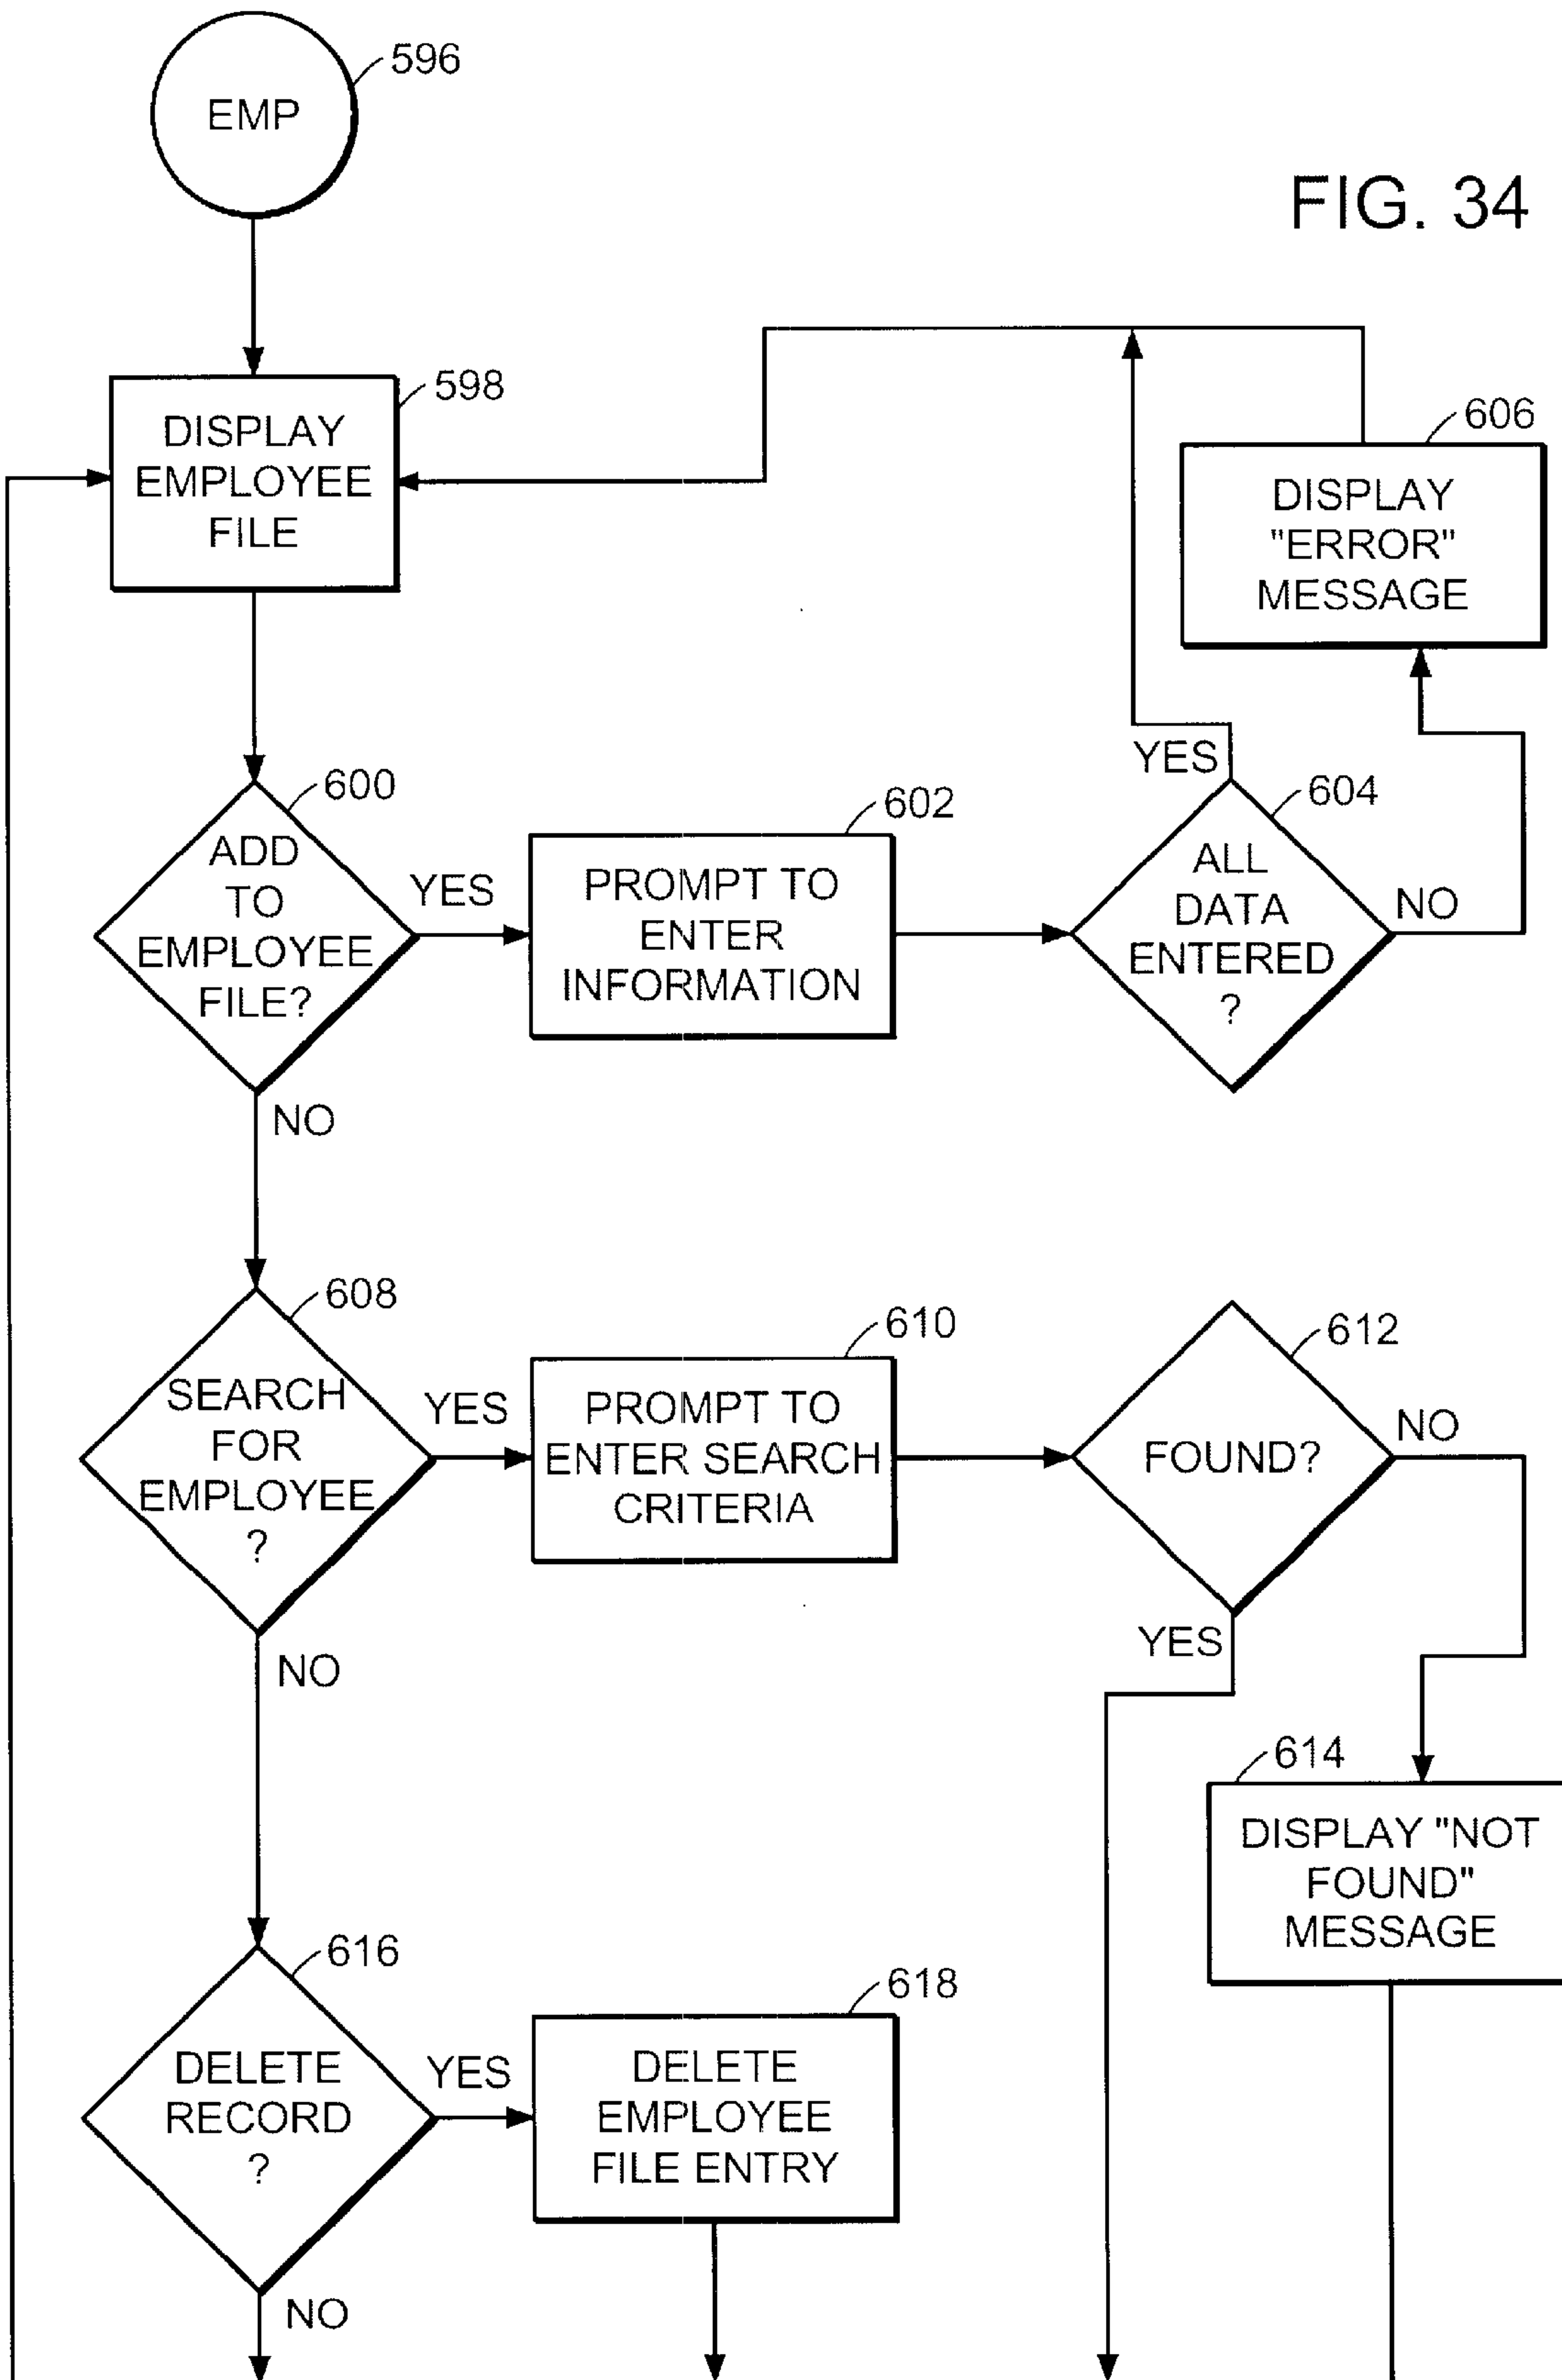 596
EMP
FIG. 34
598
DISPLAY
EMPLOYEE
FILE
606
DISPLAY
"ERROR"
MESSAGE
600
ADD
TO
EMPLOYEE
FILE?
YES
602
PROMPT TO
ENTER
INFORMATION
YES
604
ALL
DATA
ENTERED
?
NO
NO
608
SEARCH
FOR
EMPLOYEE
?
YES
610
PROMPT TO
ENTER SEARCH
CRITERIA
612
FOUND?
NO
YES
NO
614
DISPLAY "NOT
FOUND"
MESSAGE
616
DELETE
RECORD
?
YES
618
DELETE
EMPLOYEE
FILE ENTRY
NO